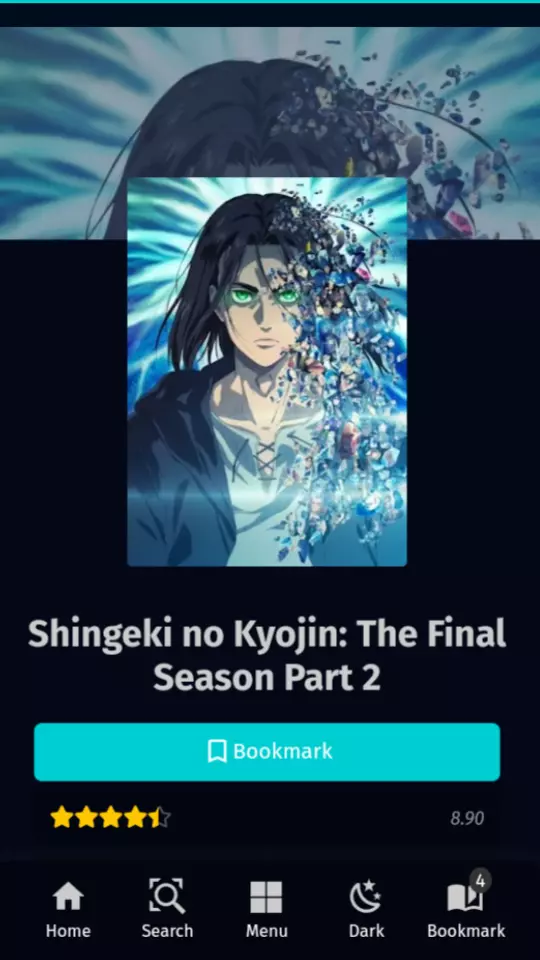 Shingeki no Kyojin: The Final
Season Part 2
Bookmark
8.90
4
Home
Search
Menu
Dark
Bookmark